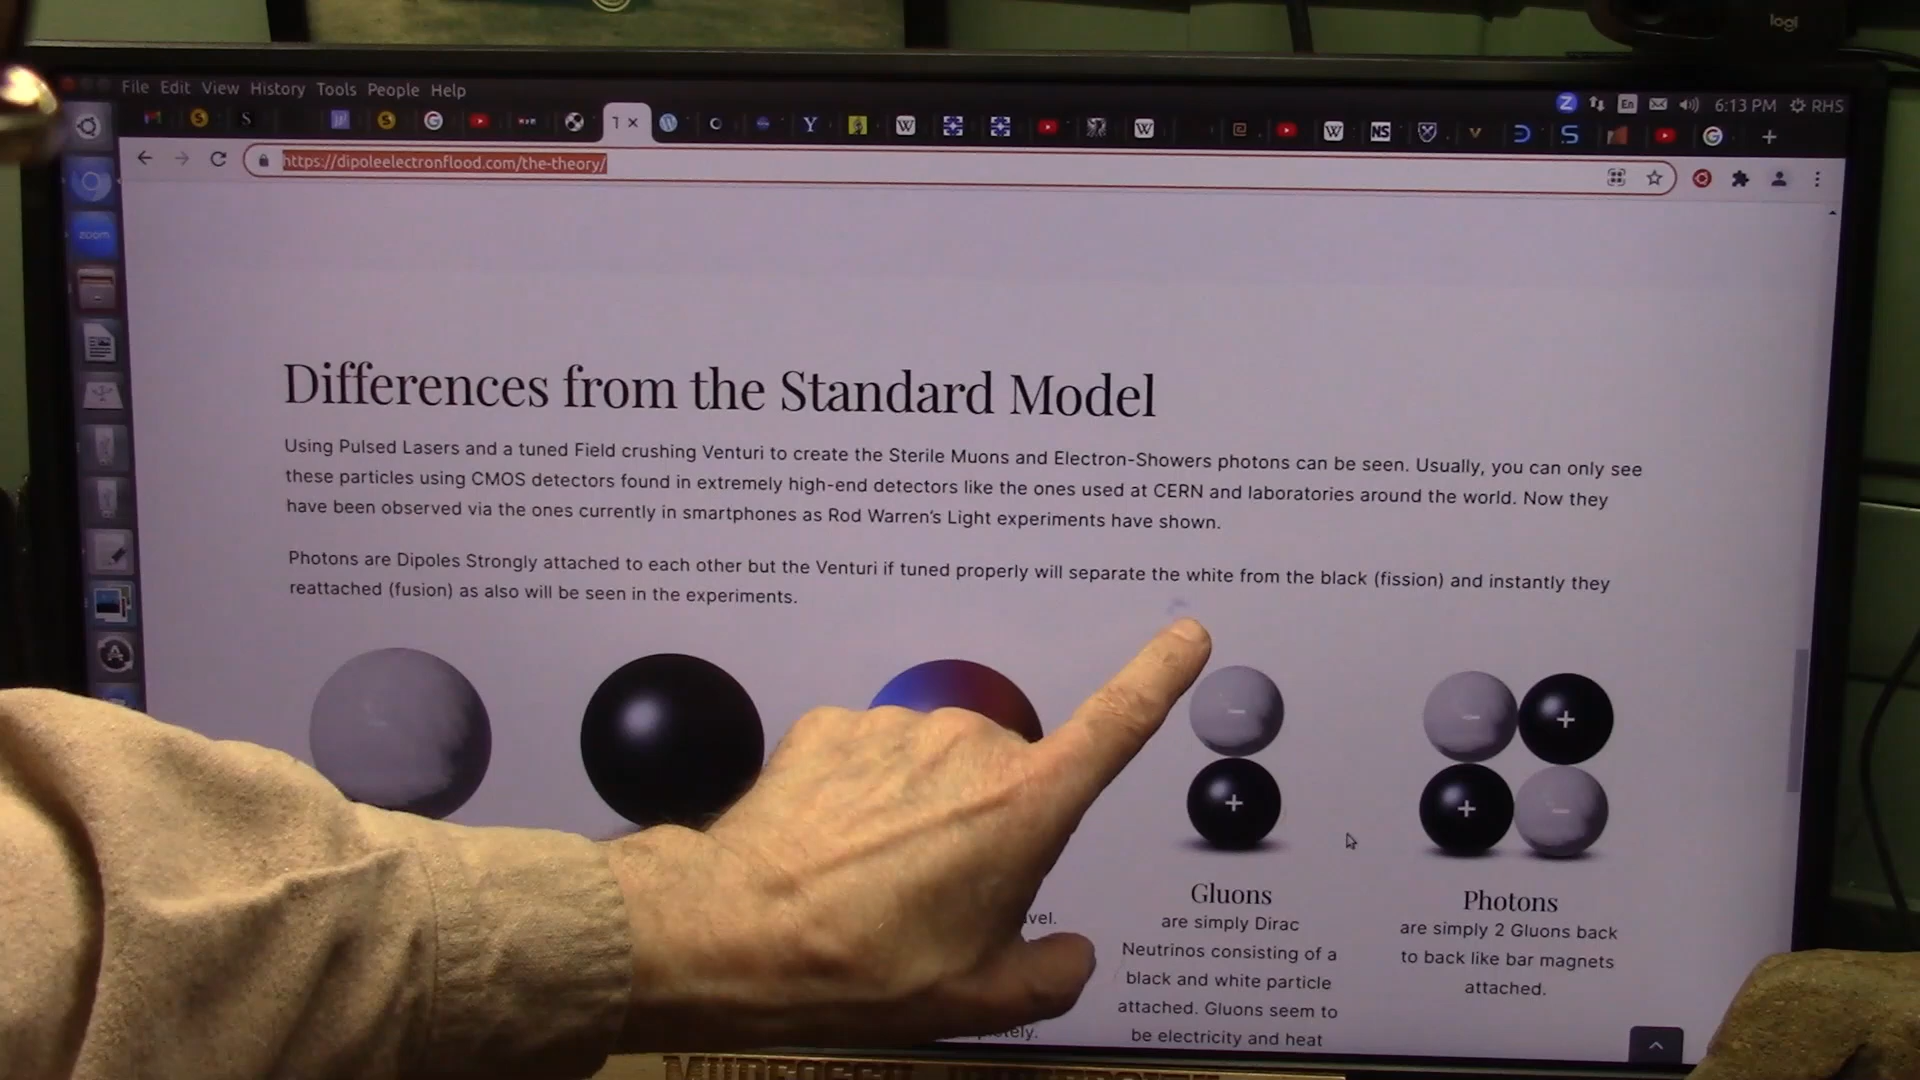 logi
File Edit View History Tools People Help
Z En 6:13 PM RHS
S S G T × C Y W W W NS V S G +
https://dipoleelectronflood.com/the-theory/
zoom
Differences from the Standard Model
Using Pulsed Lasers and a tuned Field crushing Venturi to create the Sterile Muons and Electron-Showers photons can be seen. Usually, you can only see
these particles using CMOS detectors found in extremely high-end detectors like the ones used at CERN and laboratories around the world. Now they
have been observed via the ones currently in smartphones as Rod Warren's Light experiments have shown.
Photons are Dipoles Strongly attached to each other but the Venturi if tuned properly will separate the white from the black (fission) and instantly they
reattached (fusion) as also will be seen in the experiments.
- - +
+ + -
Gluons
are simply Dirac
Neutrinos consisting of a
black and white particle
attached. Gluons seem to
be electricity and heat
Photons
are simply 2 Gluons back
to back like bar magnets
attached.